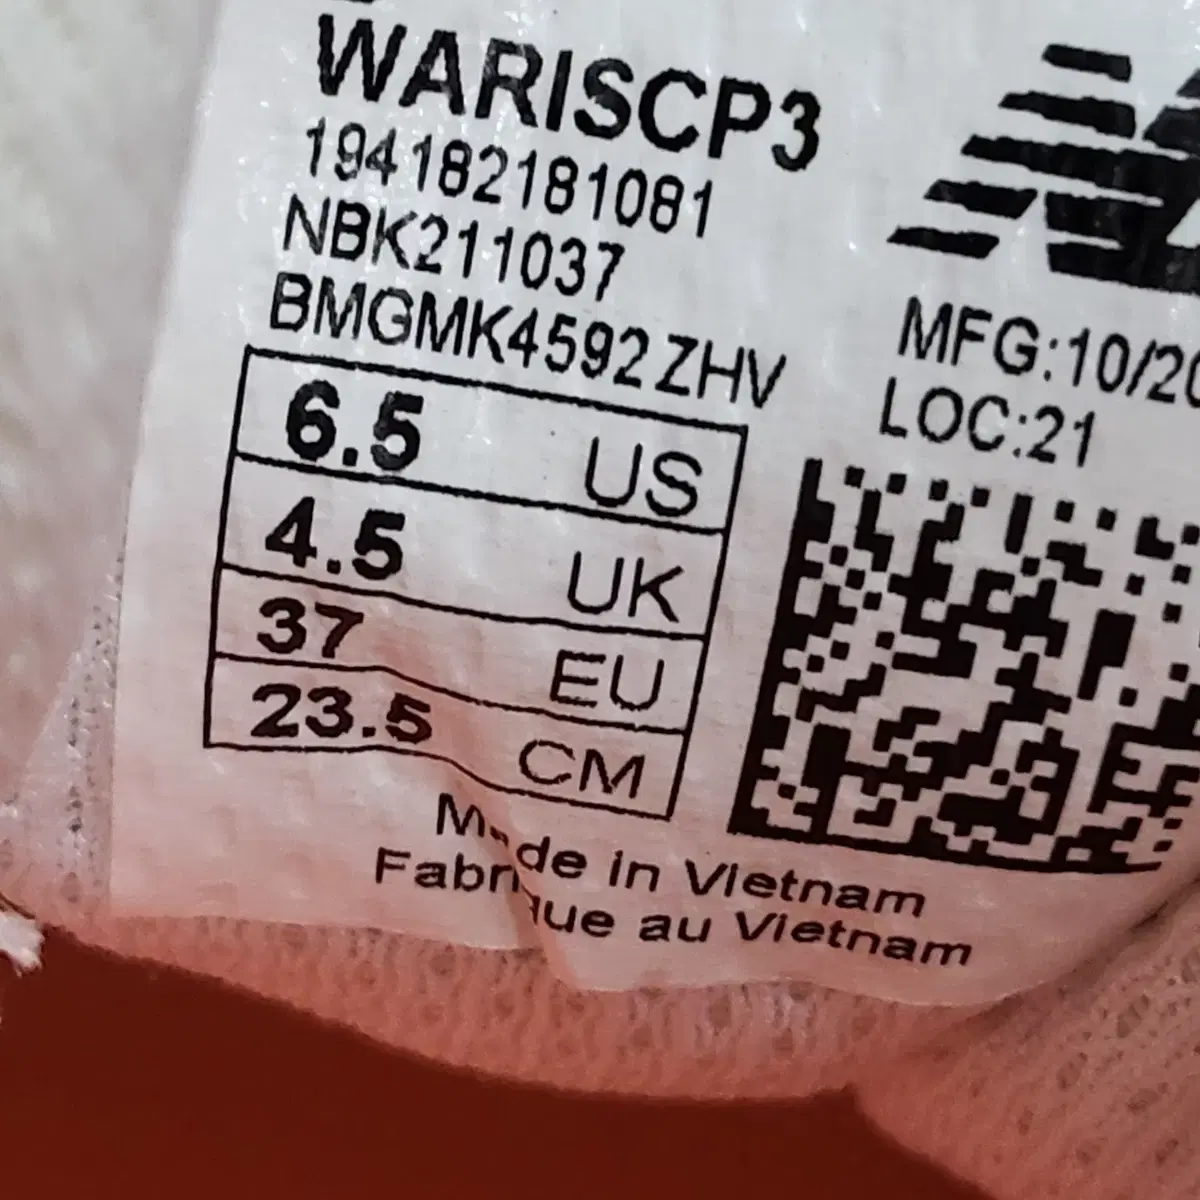 WARISCP3
194182181081
NBK211037
BMGMK4592 ZHV
MFG:10/20
LOC:21
6.5 US
4.5 UK
37 EU
23.5 CM
Made in Vietnam
Fabrique au Vietnam